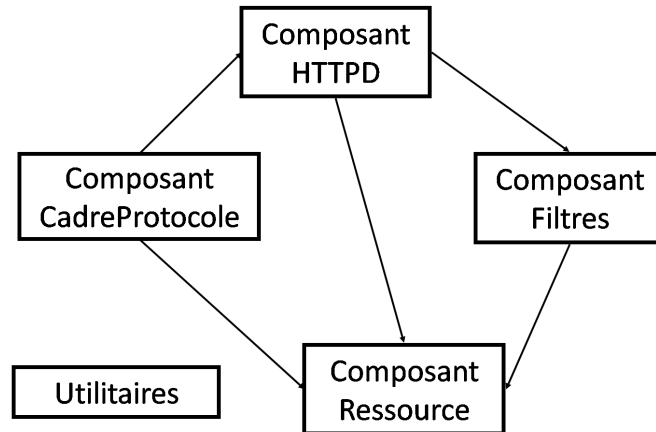 Composant
HTTPD
Composant
CadreProtocole
Composant
Filtres
Utilitaires
Composant
Ressource